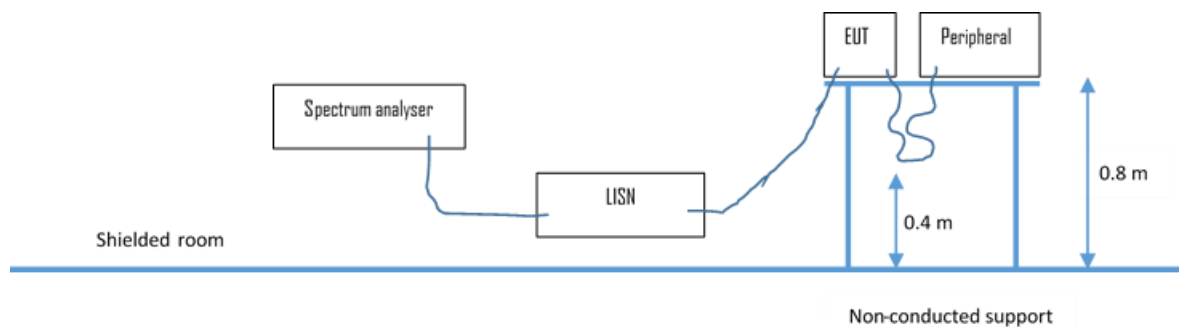 EUT
Peripheral
Spectrum analyser
LISN
0.8 m
0.4 m
Shielded room
Non-conducted support